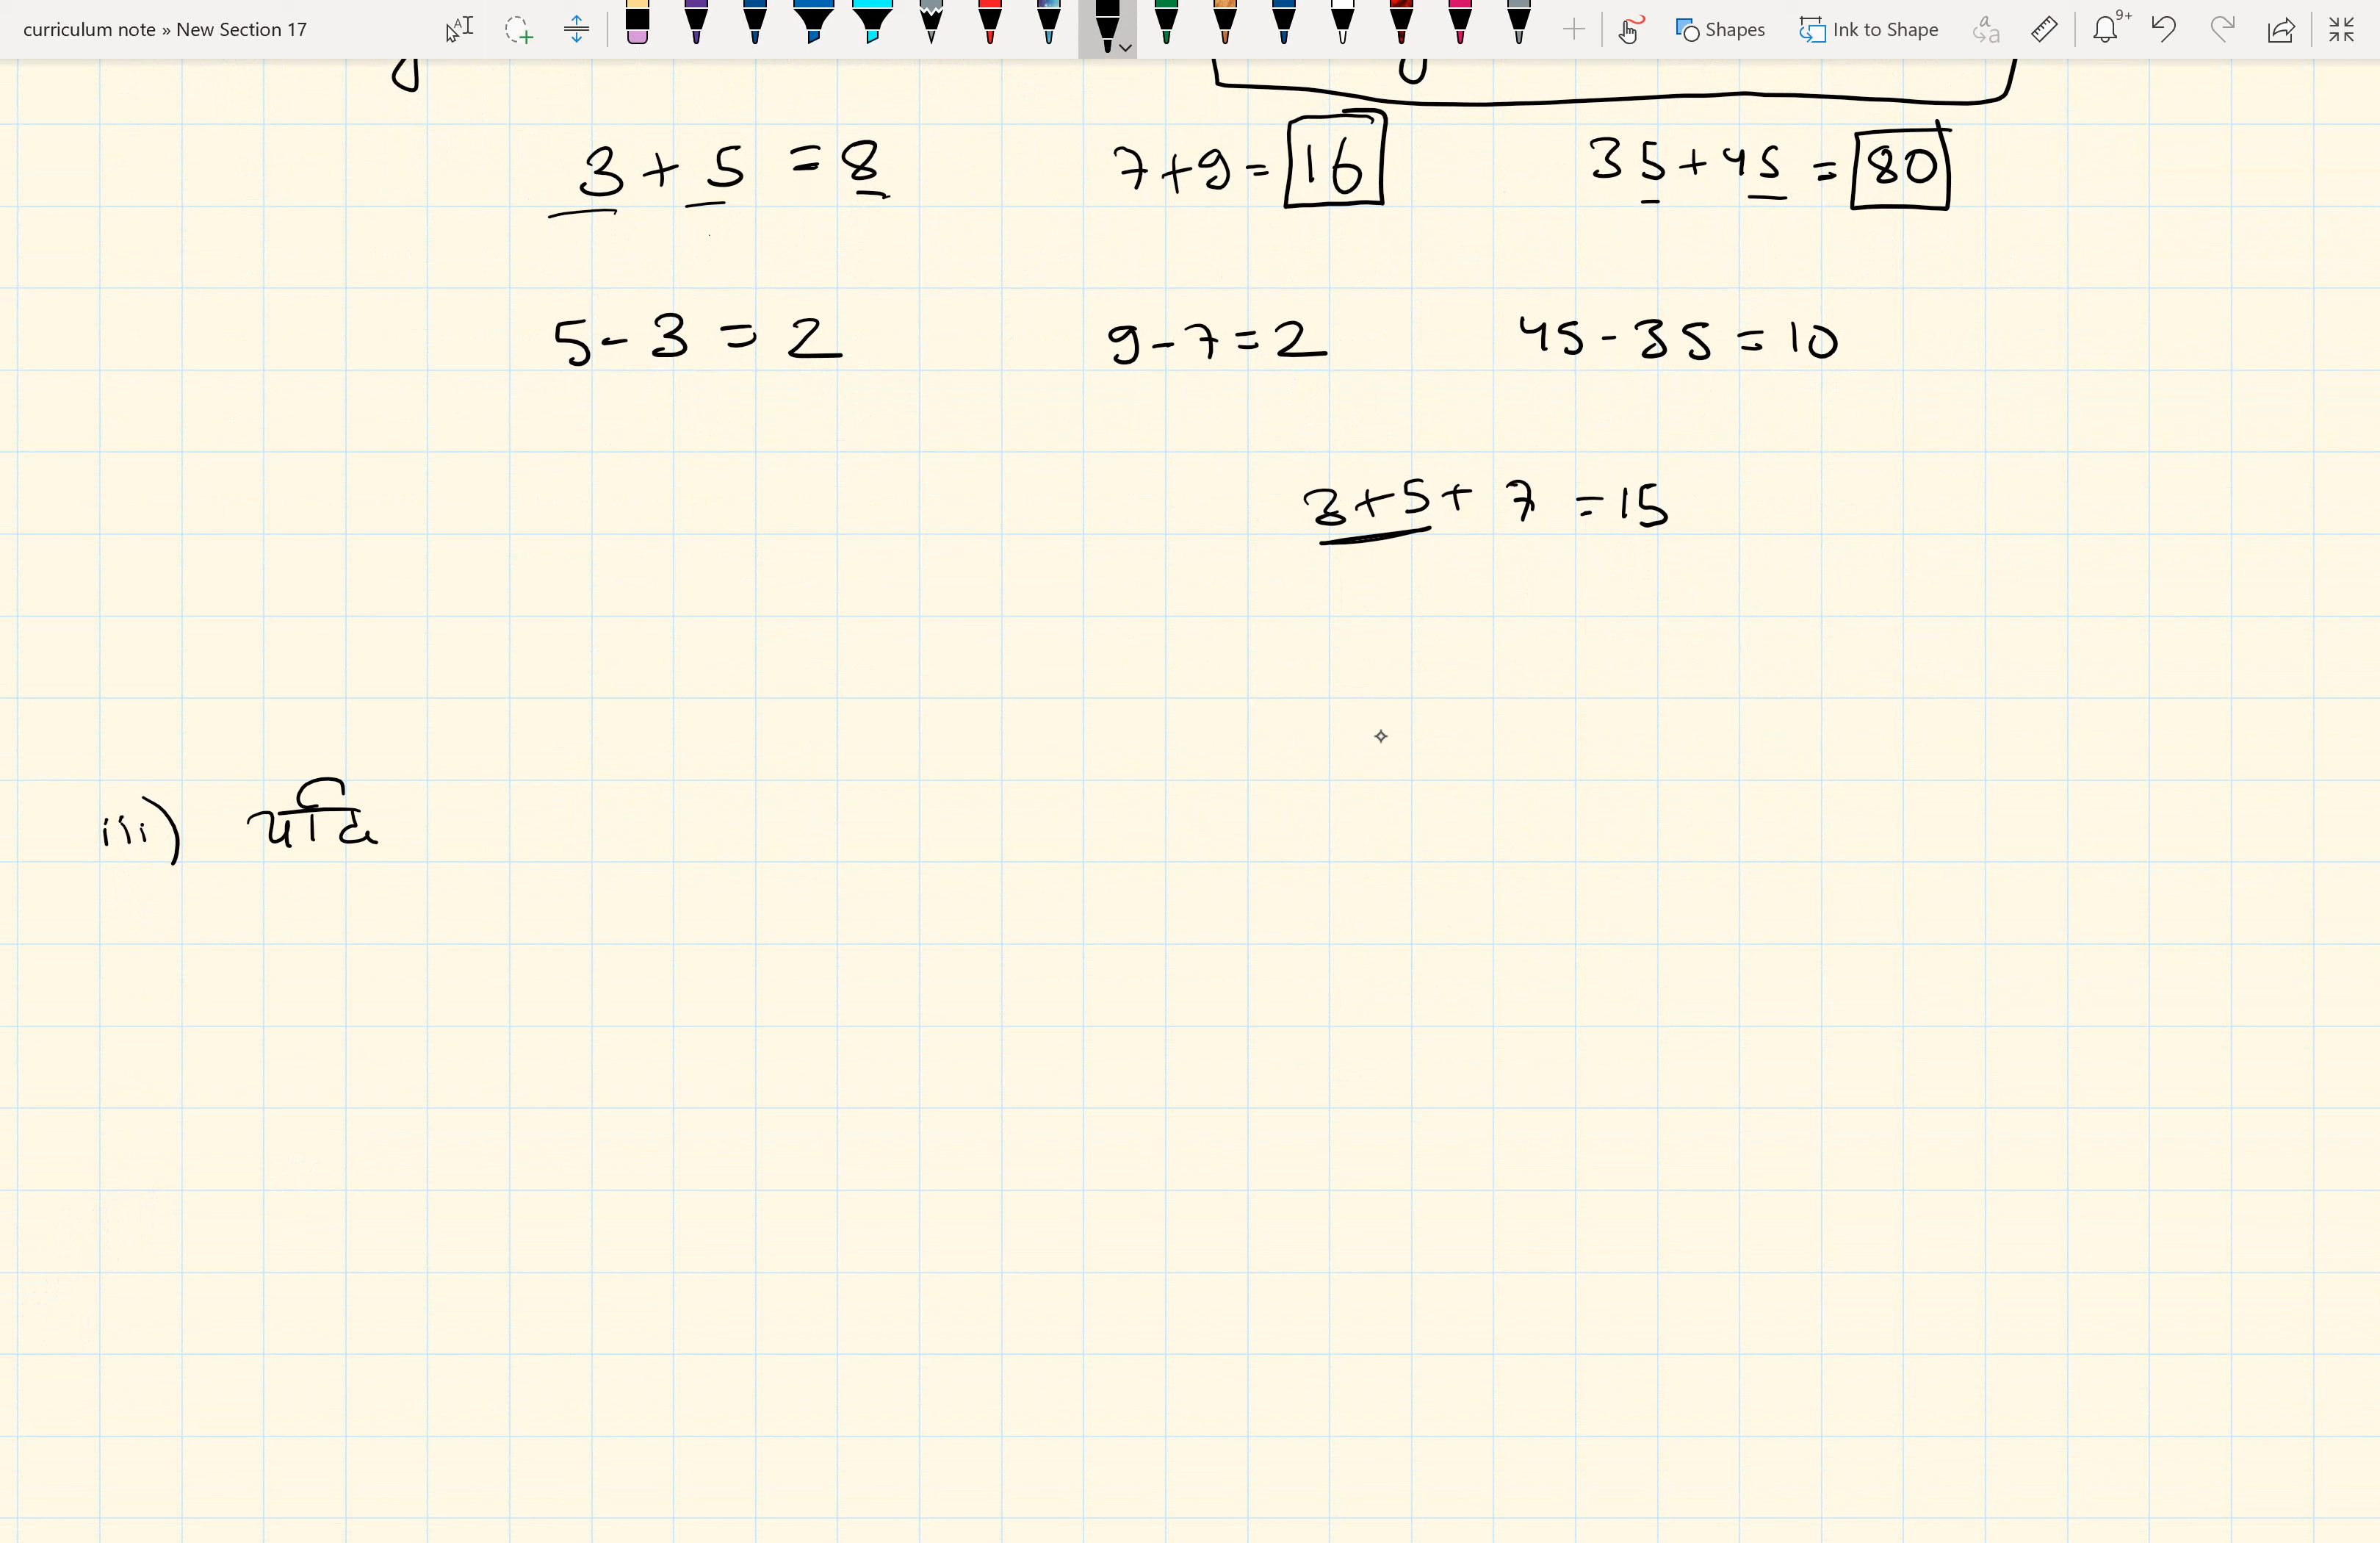 curriculum note » New Section 17
9+
Shapes
Ink to Shape
3 + 5 = 8
7 + 9 = 16
35 + 45 = 80
5 - 3 = 2
9 - 7 = 2
45 - 35 = 10
3 + 5 + 7 = 15
iii)